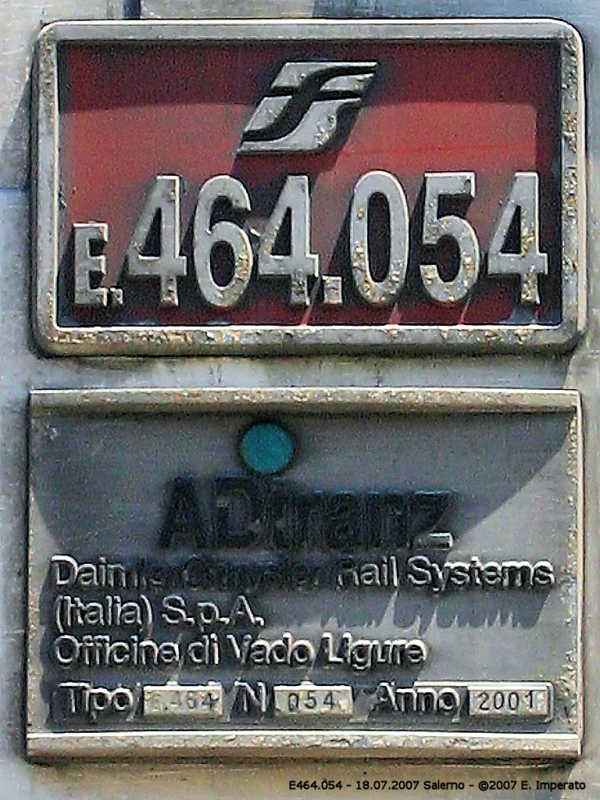 E.464.054
ADtranz
DaimlerChrysler Rail Systems
(Italia) S.p.A.
Officine di Vado Ligure
Tipo E.464 N 054 Anno 2001
E464.054 - 18.07.2007 Salerno - ©2007 E. Imperato